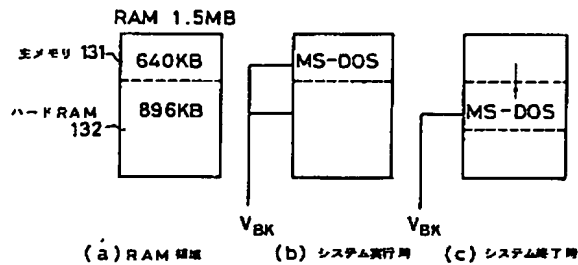 RAM 1.5MB
主メモリ 131
640KB
ハードRAM 132
896KB
MS-DOS
VBK
MS-DOS
VBK
(a) RAM 領域
(b) システム実行時
(c) システム終了時